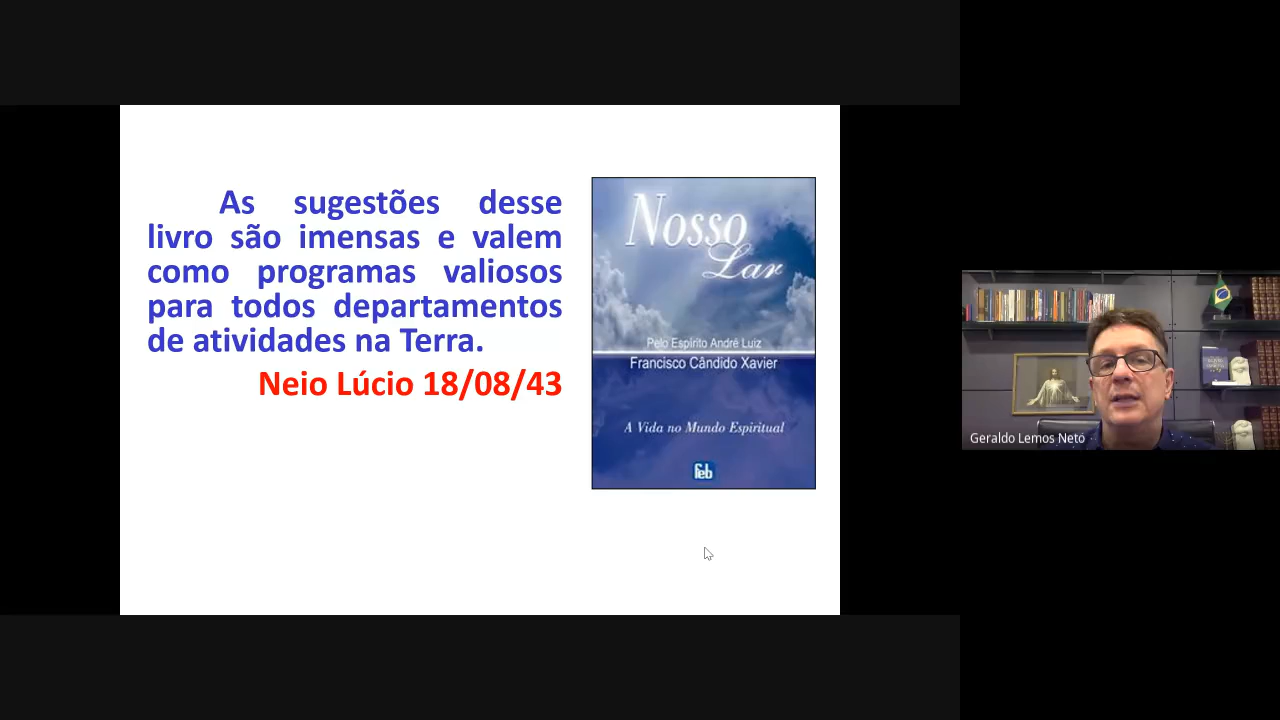 As sugestões desse
livro são imensas e valem
como programas valiosos
para todos departamentos
de atividades na Terra.
Neio Lúcio 18/08/43
Nosso
Lar
Pelo Espírito André Luiz
Francisco Cândido Xavier
A Vida no Mundo Espiritual
feb
Geraldo Lemos Neto